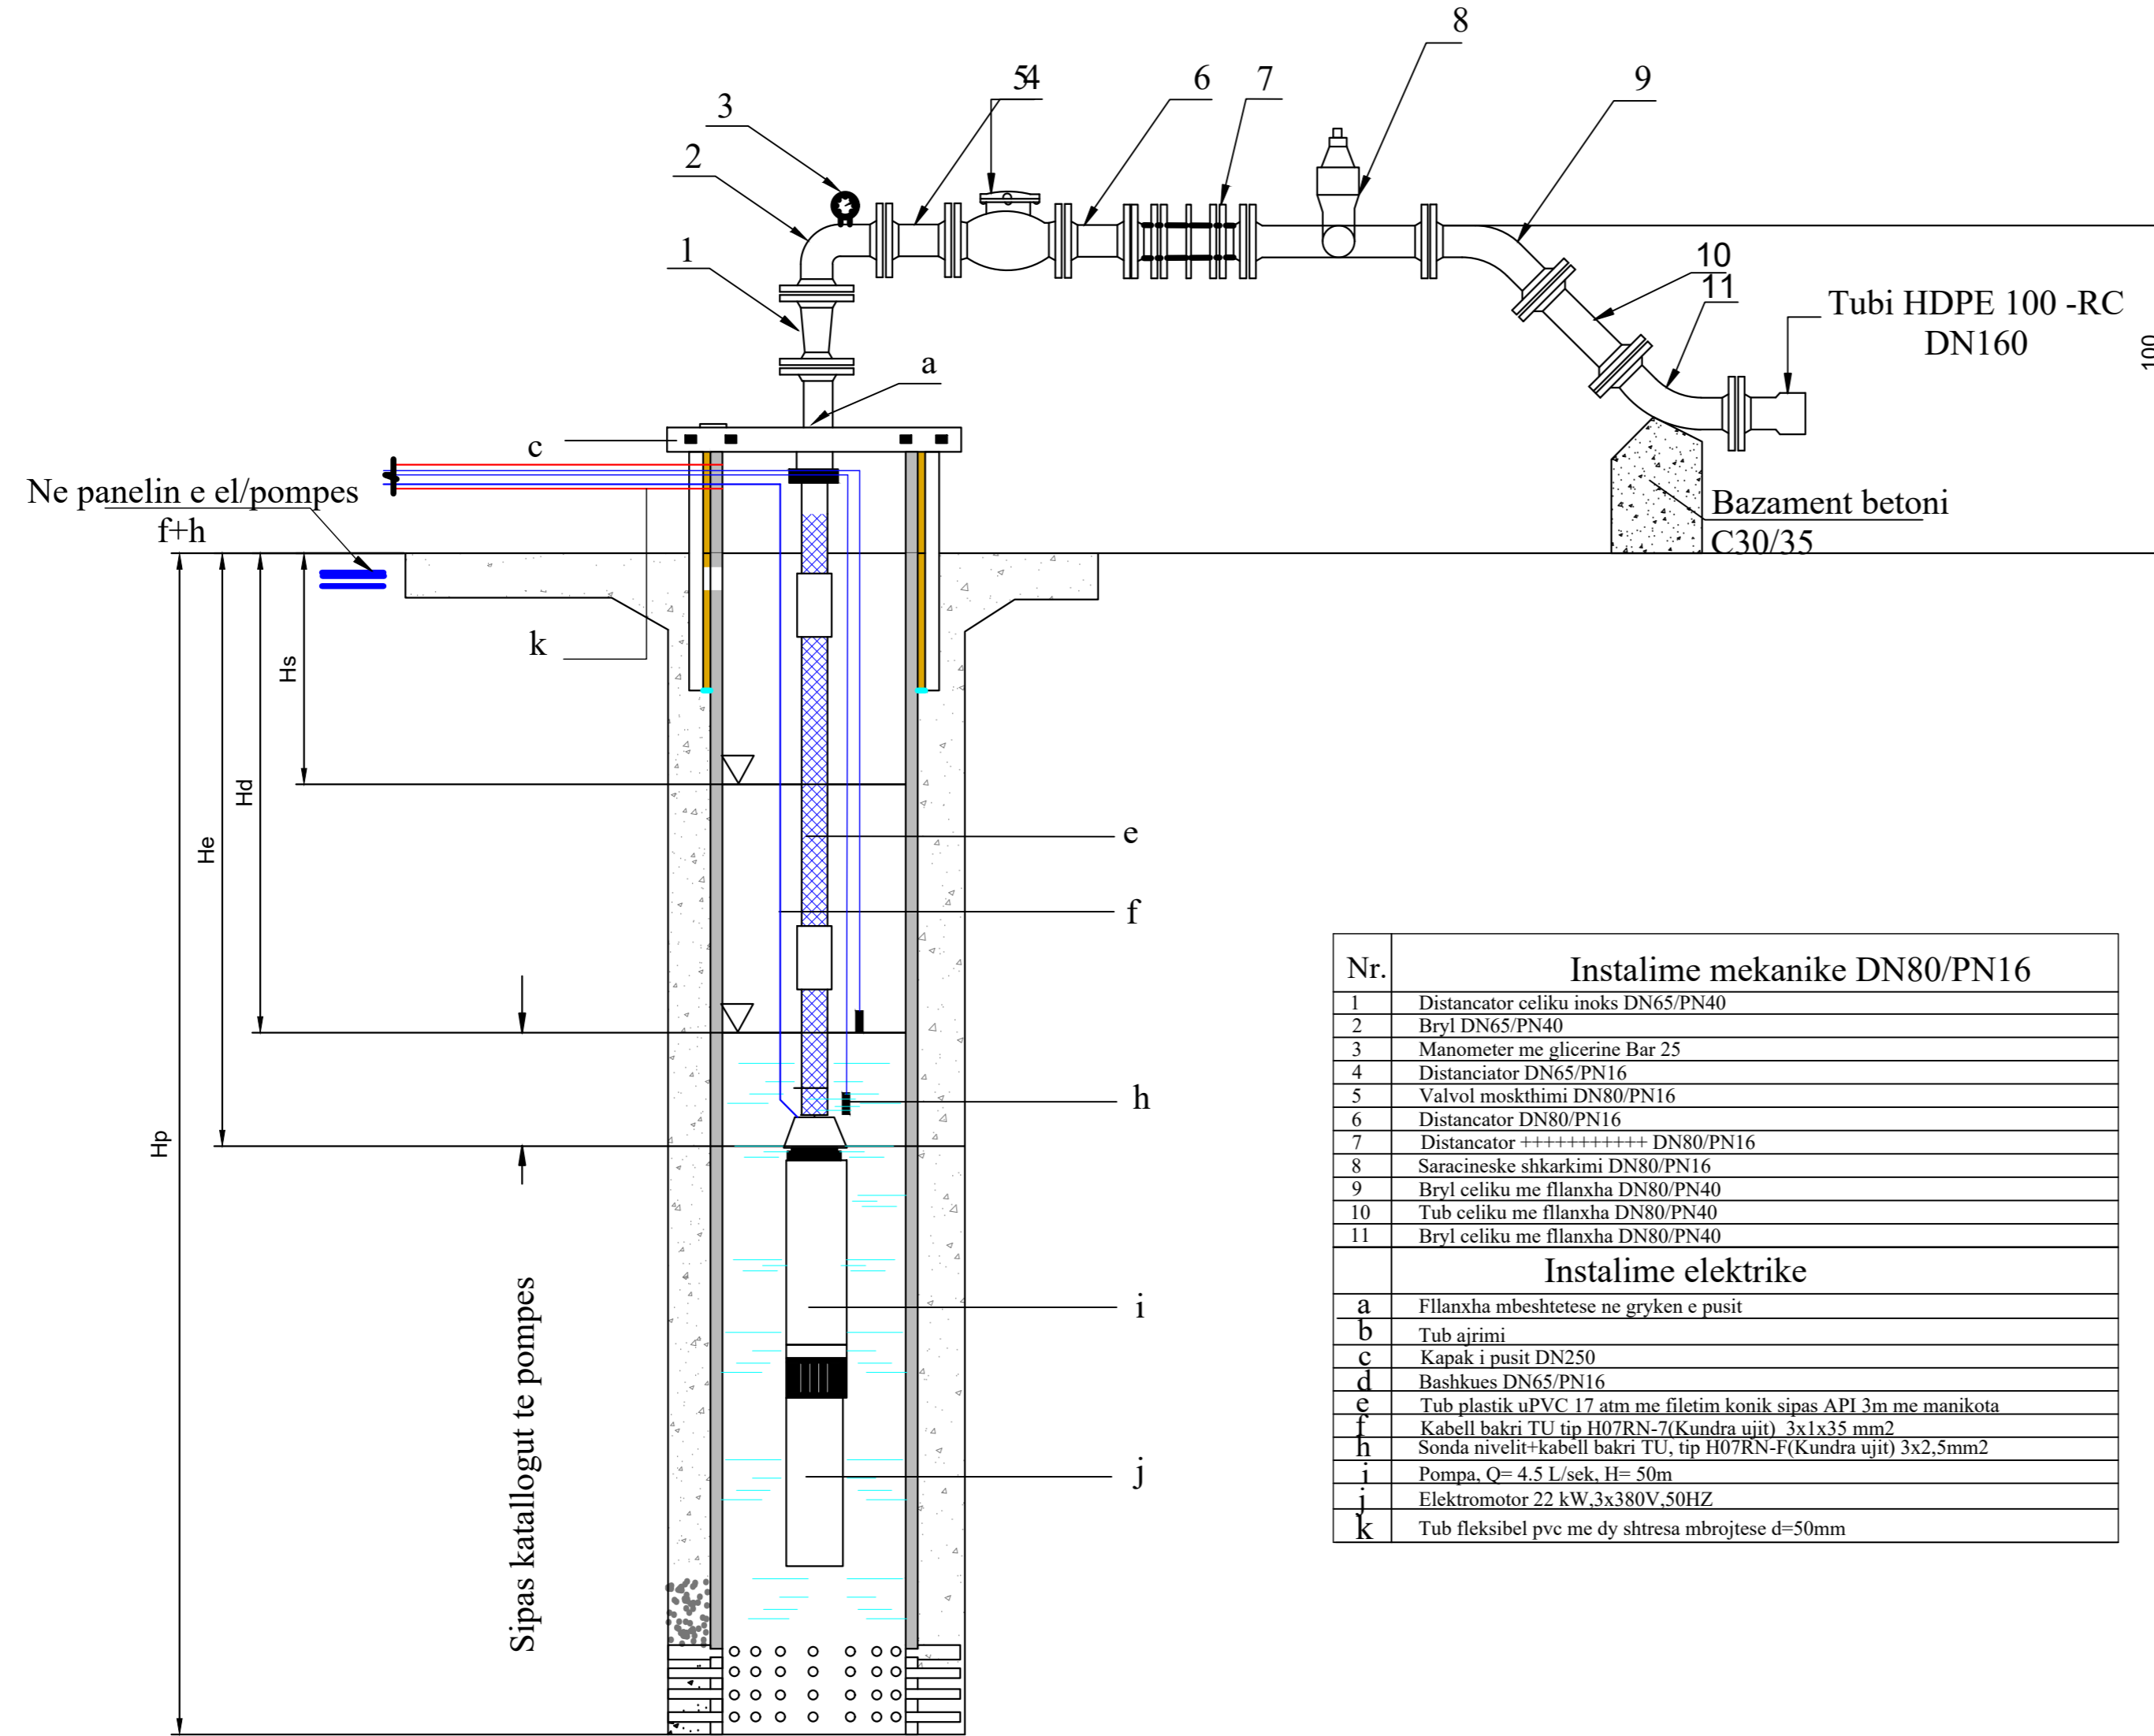 8
54
6
7
9
3
2
1
10
11
Tubi HDPE 100 -RC
DN160
100
a
c
Ne panelin e el/pompes
f+h
Bazament betoni
C30/35
k
Hs
Hd
He
Hp
e
f
h
i
j
Sipas katallogut te pompes
Nr. Instalime mekanike DN80/PN16
1 Distancator celiku inoks DN65/PN40
2 Bryl DN65/PN40
3 Manometer me glicerine Bar 25
4 Distanciator DN65/PN16
5 Valvol moskthimi DN80/PN16
6 Distancator DN80/PN16
7 Distancator +++++++++++ DN80/PN16
8 Saracineske shkarkimi DN80/PN16
9 Bryl celiku me fllanxha DN80/PN40
10 Tub celiku me fllanxha DN80/PN40
11 Bryl celiku me fllanxha DN80/PN40
Instalime elektrike
a Fllanxha mbeshtetese ne gryken e pusit
b Tub ajrimi
c Kapak i pusit DN250
d Bashkues DN65/PN16
e Tub plastik uPVC 17 atm me filetim konik sipas API 3m me manikota
f Kabell bakri TU tip H07RN-7(Kundra ujit) 3x1x35 mm2
h Sonda nivelit+kabell bakri TU, tip H07RN-F(Kundra ujit) 3x2,5mm2
i Pompa, Q= 4.5 L/sek, H= 50m
j Elektromotor 22 kW,3x380V,50HZ
k Tub fleksibel pvc me dy shtresa mbrojtese d=50mm